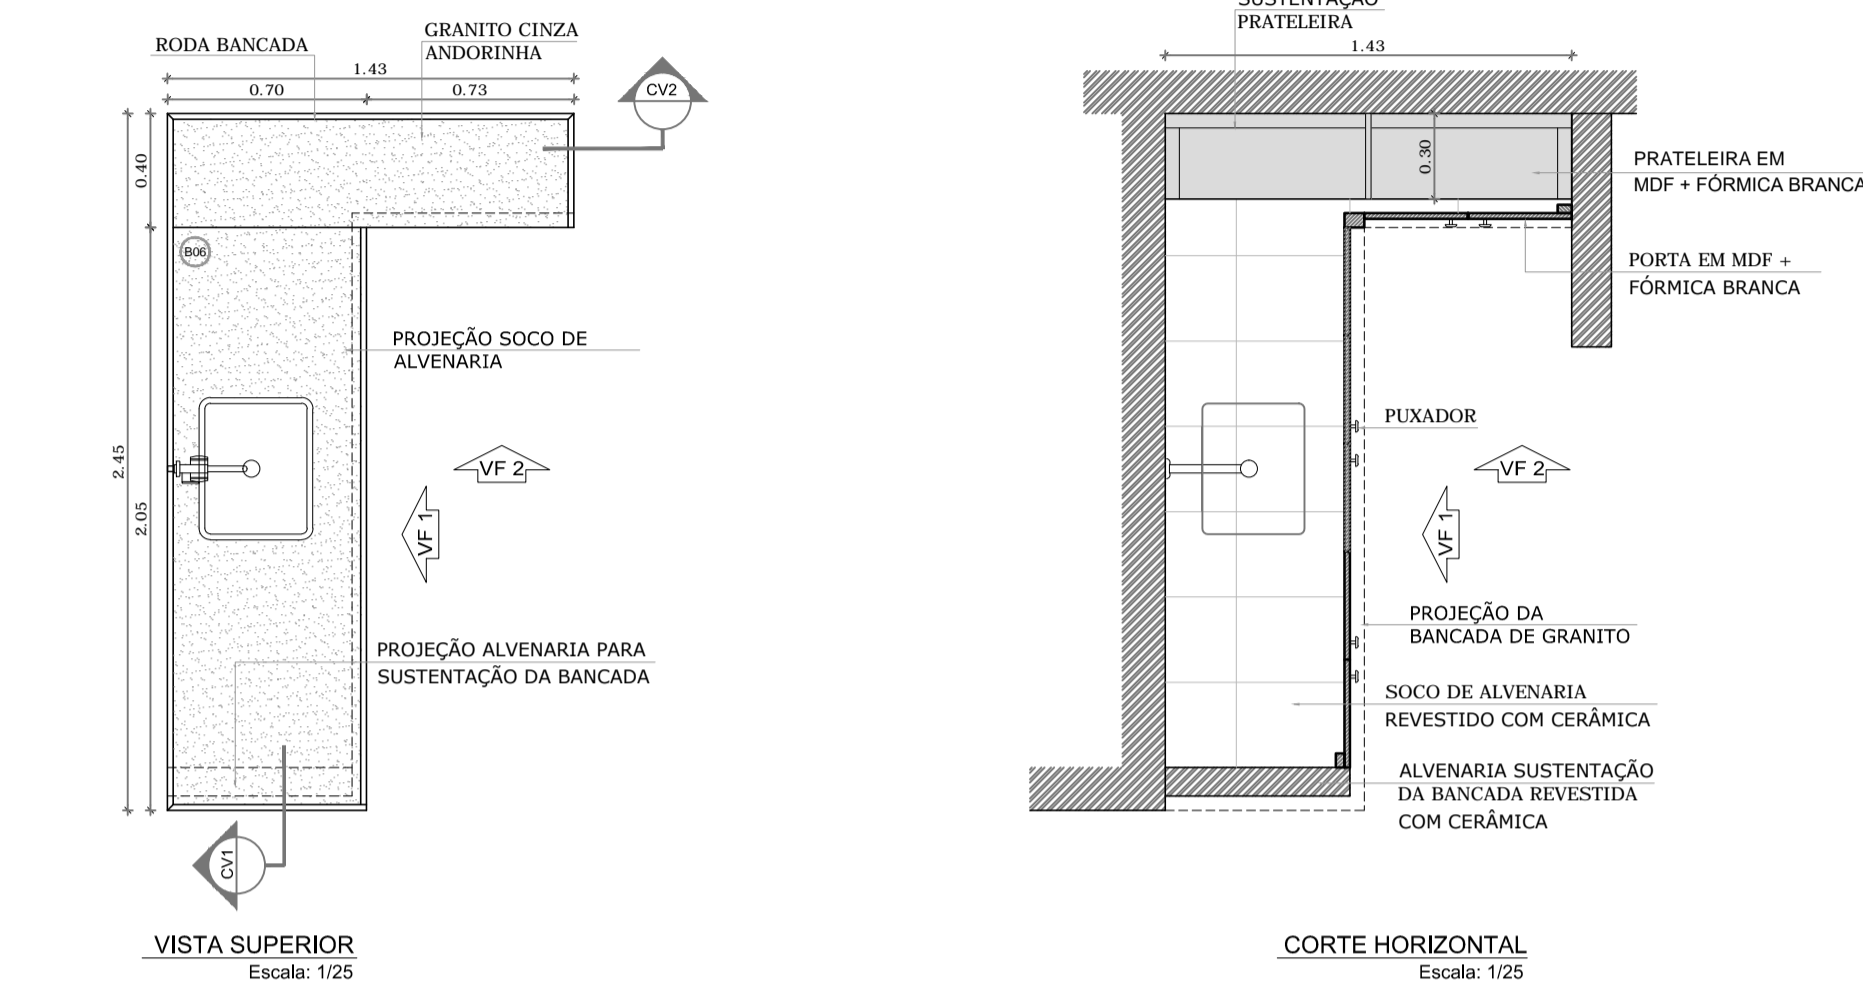 RODA BANCADA
GRANITO CINZA
ANDORINHA
1.43
0.70
0.73
CV2
0.40
B06
PROJEÇÃO SOCO DE
ALVENARIA
2.45
2.05
VF 2
VF 1
PROJEÇÃO ALVENARIA PARA
SUSTENTAÇÃO DA BANCADA
CV1
VISTA SUPERIOR
Escala: 1/25
SUSTENTAÇÃO
PRATELEIRA
1.43
0.30
PRATELEIRA EM
MDF + FÓRMICA BRANCA
PORTA EM MDF +
FÓRMICA BRANCA
PUXADOR
VF 2
VF 1
PROJEÇÃO DA
BANCADA DE GRANITO
SOCO DE ALVENARIA
REVESTIDO COM CERÂMICA
ALVENARIA SUSTENTAÇÃO
DA BANCADA REVESTIDA
COM CERÂMICA
CORTE HORIZONTAL
Escala: 1/25